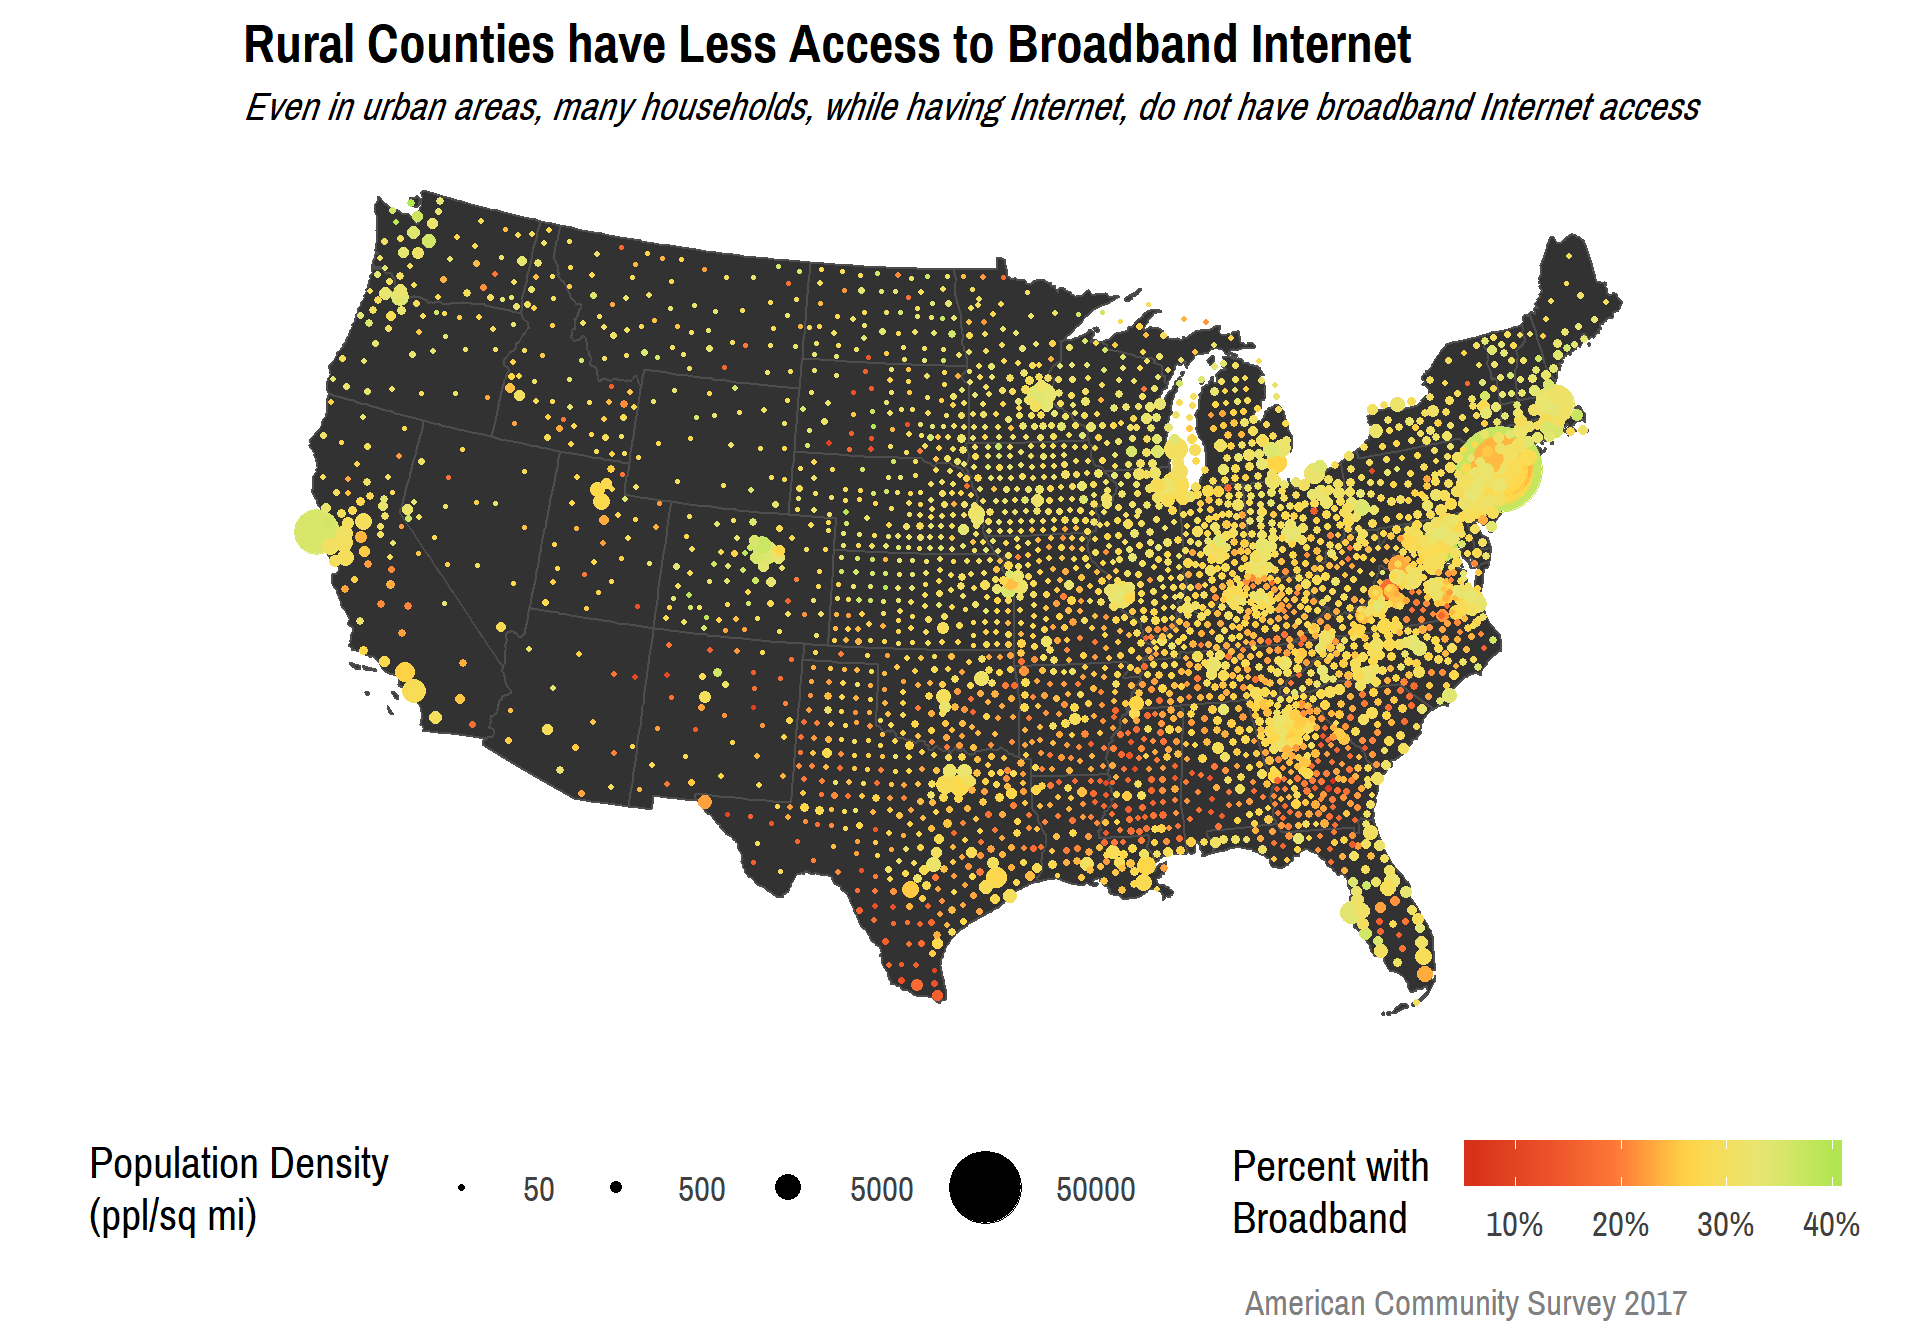 Rural Counties have Less Access to Broadband Internet
Even in urban areas, many households, while having Internet, do not have broadband Internet access
Population Density
(ppl/sq mi)
50 500 5000 50000
Percent with
Broadband
10% 20% 30% 40%
American Community Survey 2017